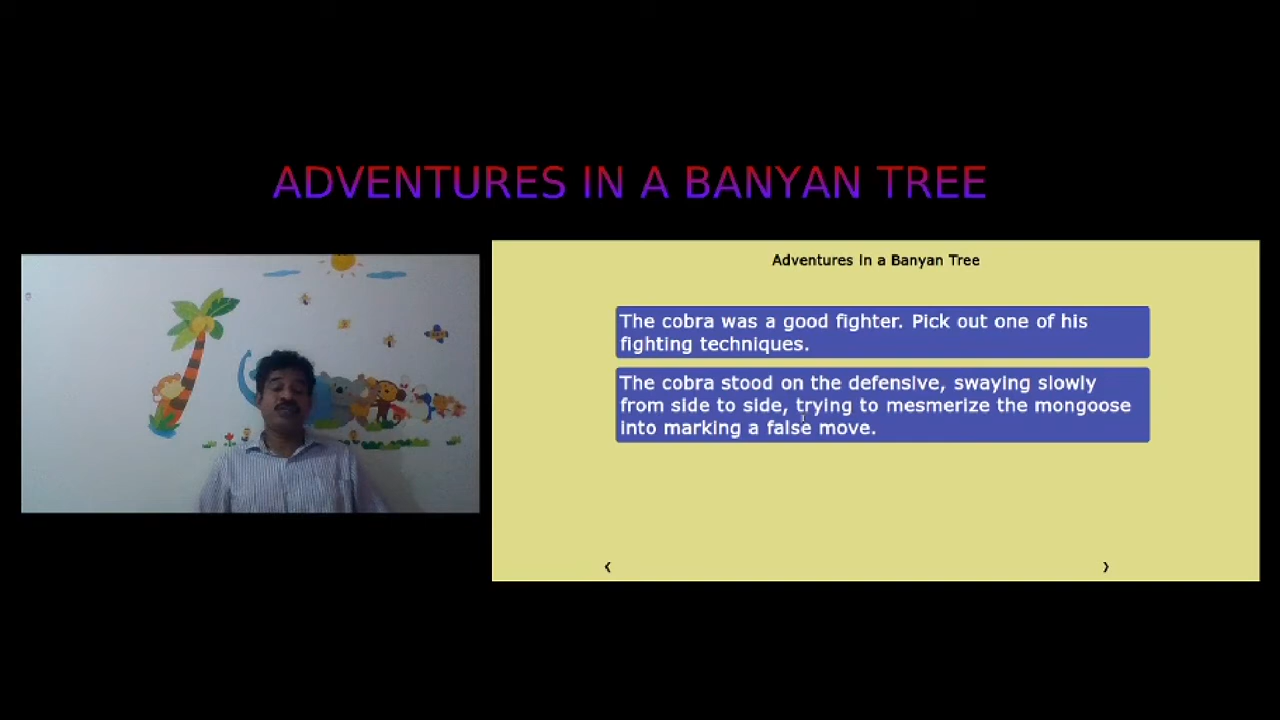 ADVENTURES IN A BANYAN TREE
Adventures In a Banyan Tree
The cobra was a good fighter. Pick out one of his
fighting techniques.
The cobra stood on the defensive, swaying slowly
from side to side, trying to mesmerize the mongoose
into marking a false move.